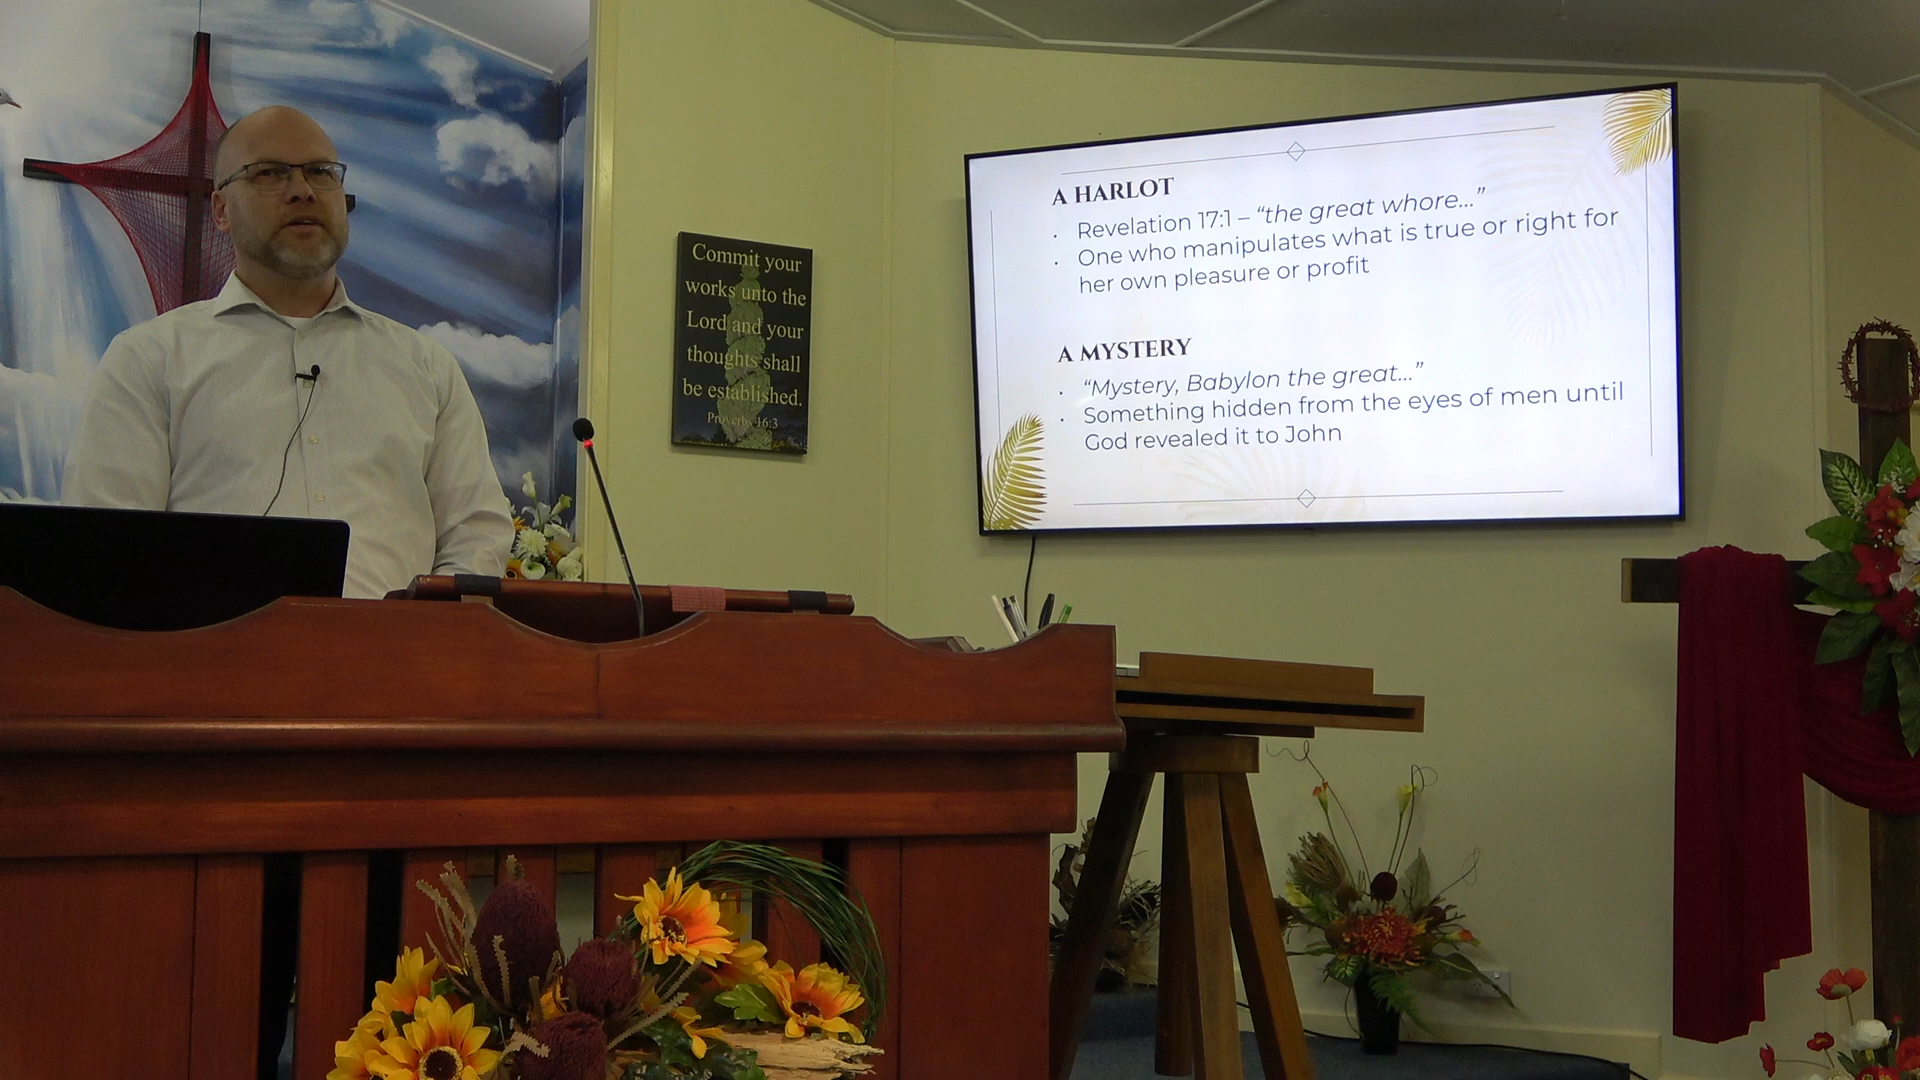 Commit your
works unto the
Lord and your
thoughts shall
be established.
Proverbs 16:3
A HARLOT
· Revelation 17:1 – “the great whore...”
· One who manipulates what is true or right for
her own pleasure or profit
A MYSTERY
· “Mystery, Babylon the great...”
· Something hidden from the eyes of men until
God revealed it to John